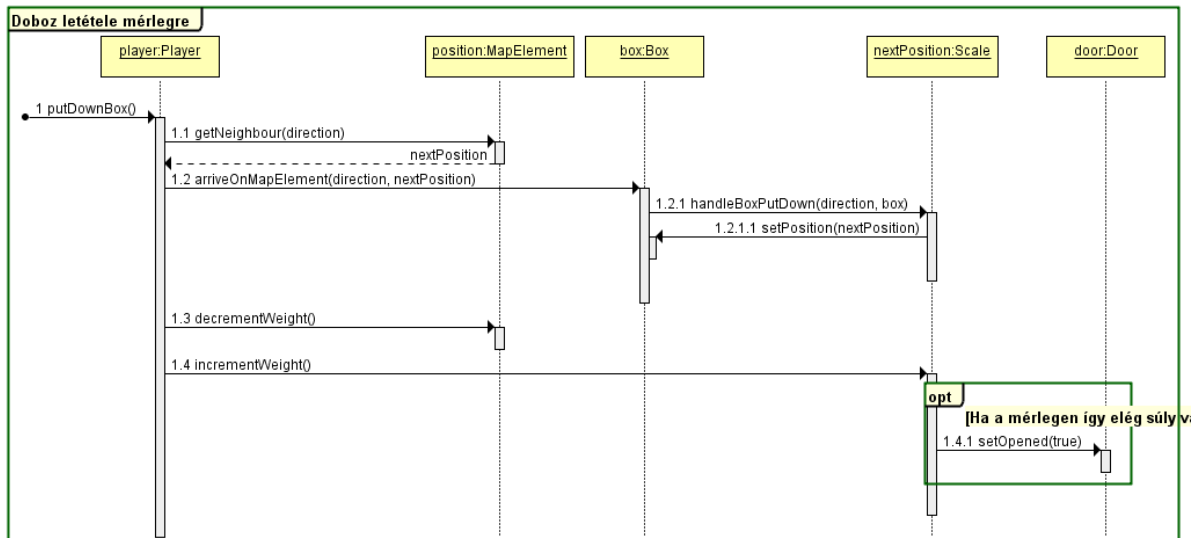 Doboz letétele mérlegre
player:Player
position:MapElement
box:Box
nextPosition:Scale
door:Door
1 putDownBox()
1.1 getNeighbour(direction)
nextPosition
1.2 arriveOnMapElement(direction, nextPosition)
1.2.1 handleBoxPutDown(direction, box)
1.2.1.1 setPosition(nextPosition)
1.3 decrementWeight()
1.4 incrementWeight()
opt
[Ha a mérlegen így elég súly
1.4.1 setOpened(true)